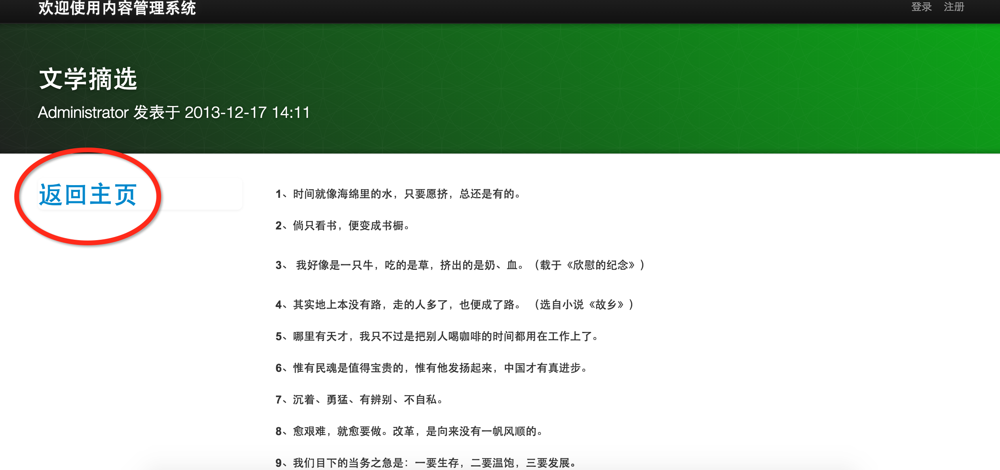 欢迎使用内容管理系统
登录 注册
文学摘选
Administrator 发表于 2013-12-17 14:11
返回主页
1、时间就像海绵里的水，只要愿挤，总还是有的。
2、倘只看书，便变成书橱。
3、 我好像是一只牛，吃的是草，挤出的是奶、血。（载于《欣慰的纪念》）
4、其实地上本没有路，走的人多了，也便成了路。 （选自小说《故乡》）
5、哪里有天才，我只不过是把别人喝咖啡的时间都用在工作上了。
6、惟有民魂是值得宝贵的，惟有他发扬起来，中国才有真进步。
7、沉着、勇猛、有辨别、不自私。
8、愈艰难，就愈要做。改革，是向来没有一帆风顺的。
9、我们目下的当务之急是：一要生存，二要温饱，三要发展。